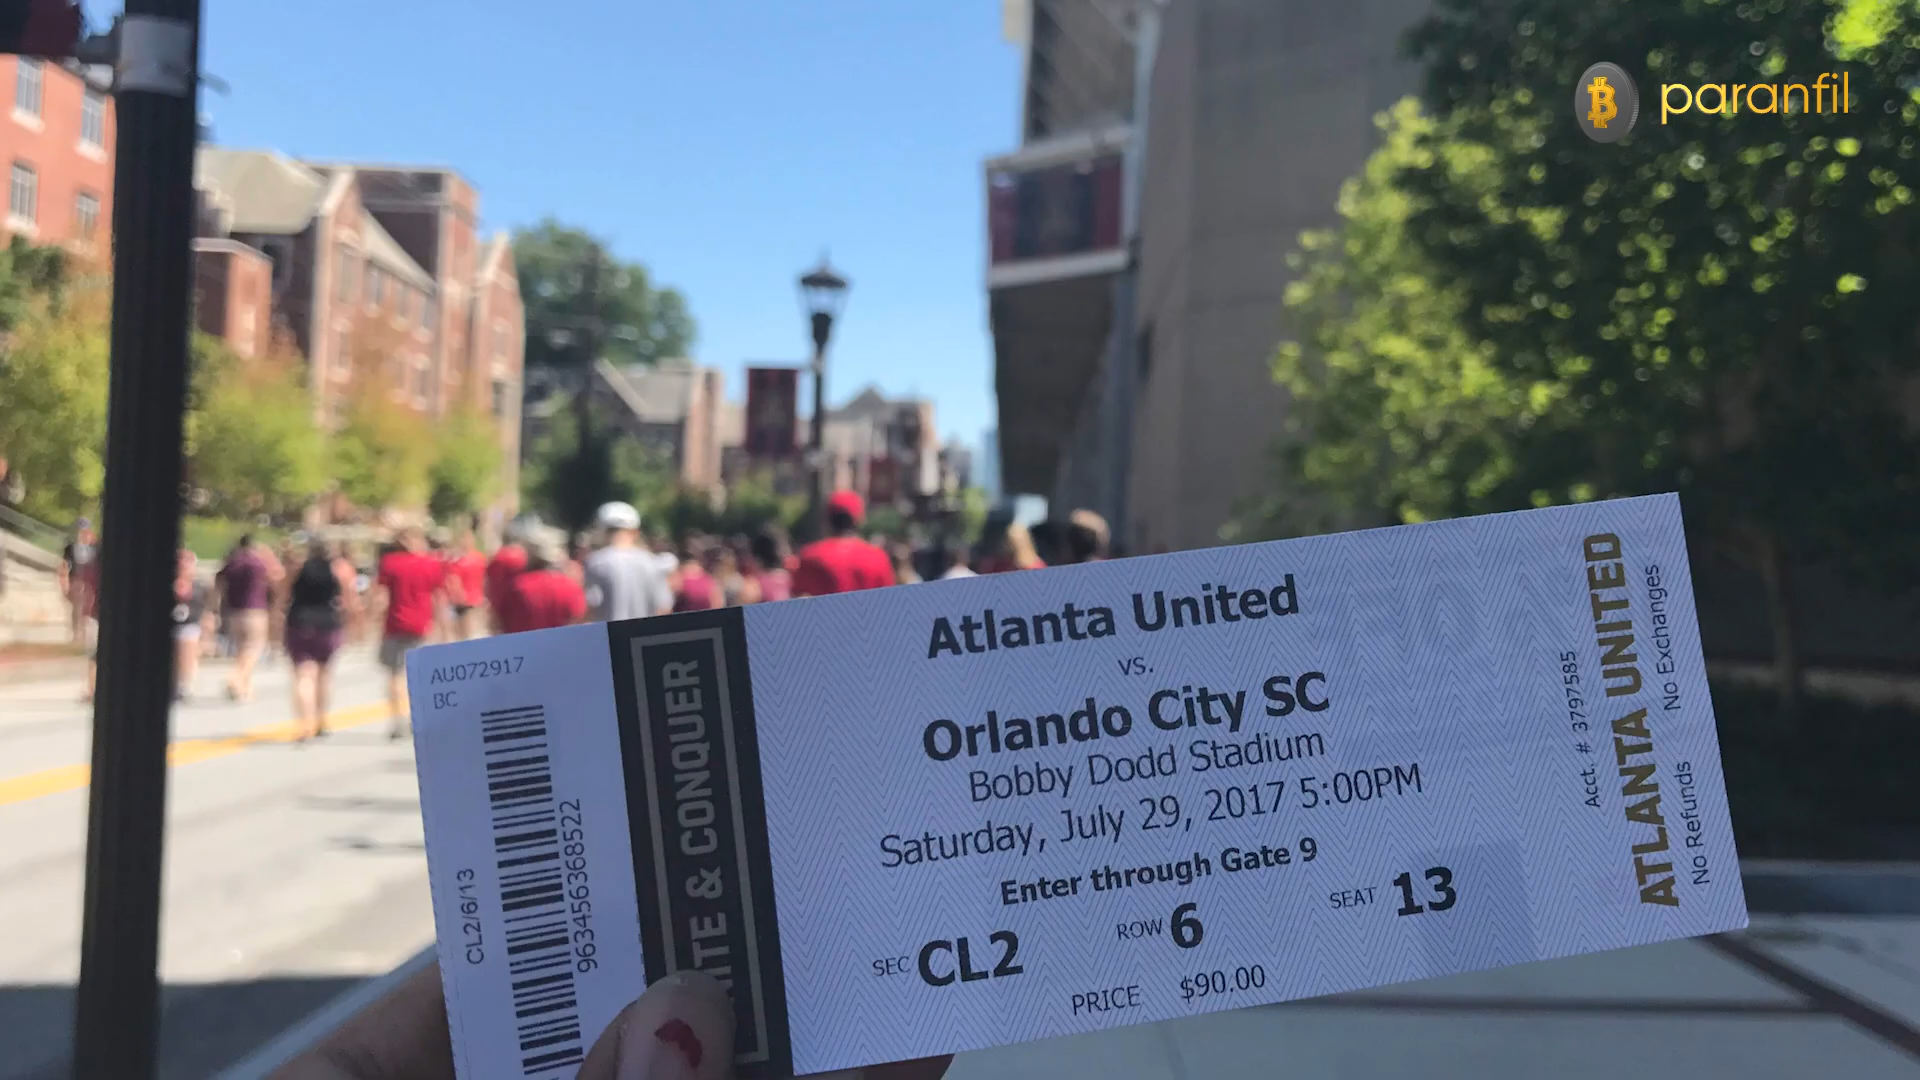 paranfil
AU072917
BC
CL2/6/13
963456368522
& CONQUER
Atlanta United
vs.
Orlando City SC
Bobby Dodd Stadium
Saturday, July 29, 2017 5:00PM
Enter through Gate 9
SEC CL2 ROW 6 SEAT 13
PRICE $90.00
Acct. # 3797585
ATLANTA UNITED
No Refunds No Exchanges